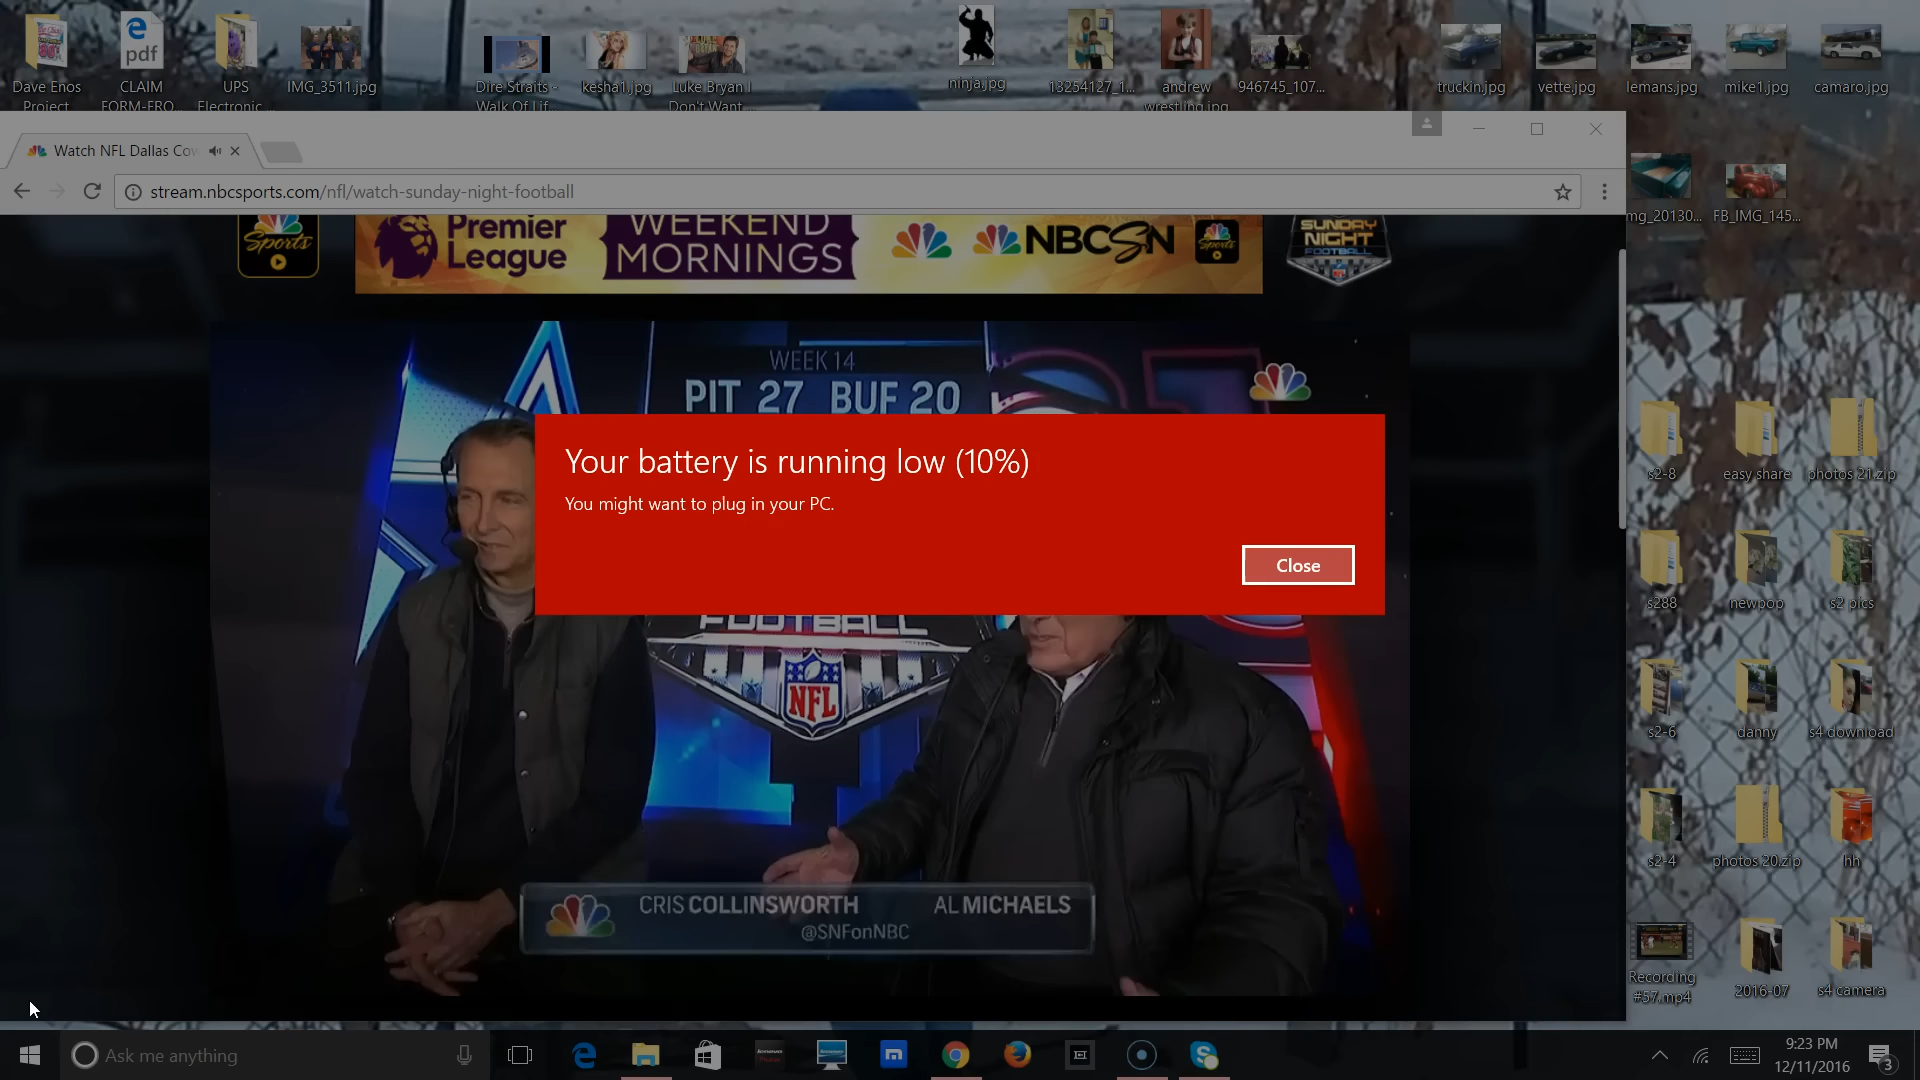 Dave Enos
Project
CLAIM
FORM-FRO...
UPS
Electronic ...
IMG_3511.jpg
Dire Straits -
Walk Of Lif...
kesha1.jpg
Luke Bryan I
Don't Want ...
ninja.jpg
13254127_1...
andrew
wrestling.jpg
946745_107...
truckin.jpg
vette.jpg
lemans.jpg
mike1.jpg
camaro.jpg
pdf
Watch NFL Dallas Cow
stream.nbcsports.com/nfl/watch-sunday-night-football
mg_20130...
FB_IMG_145...
Sports
Premier
League
WEEKEND
MORNINGS
NBCSN
Sports
SUNDAY
NIGHT
FOOTBALL
WEEK 14
PIT 27 BUF 20
Your battery is running low (10%)
You might want to plug in your PC.
Close
FOOTBALL
NFL
CRIS COLLINSWORTH AL MICHAELS
@SNFonNBC
s2-8
easy share
photos 21.zip
s288
newpop
s2 pics
s2-6
danny
s4 download
s2-4
photos 20.zip
hh
Recording
#57.mp4
2016-07
s4 camera
Ask me anything
9:23 PM
12/11/2016
3